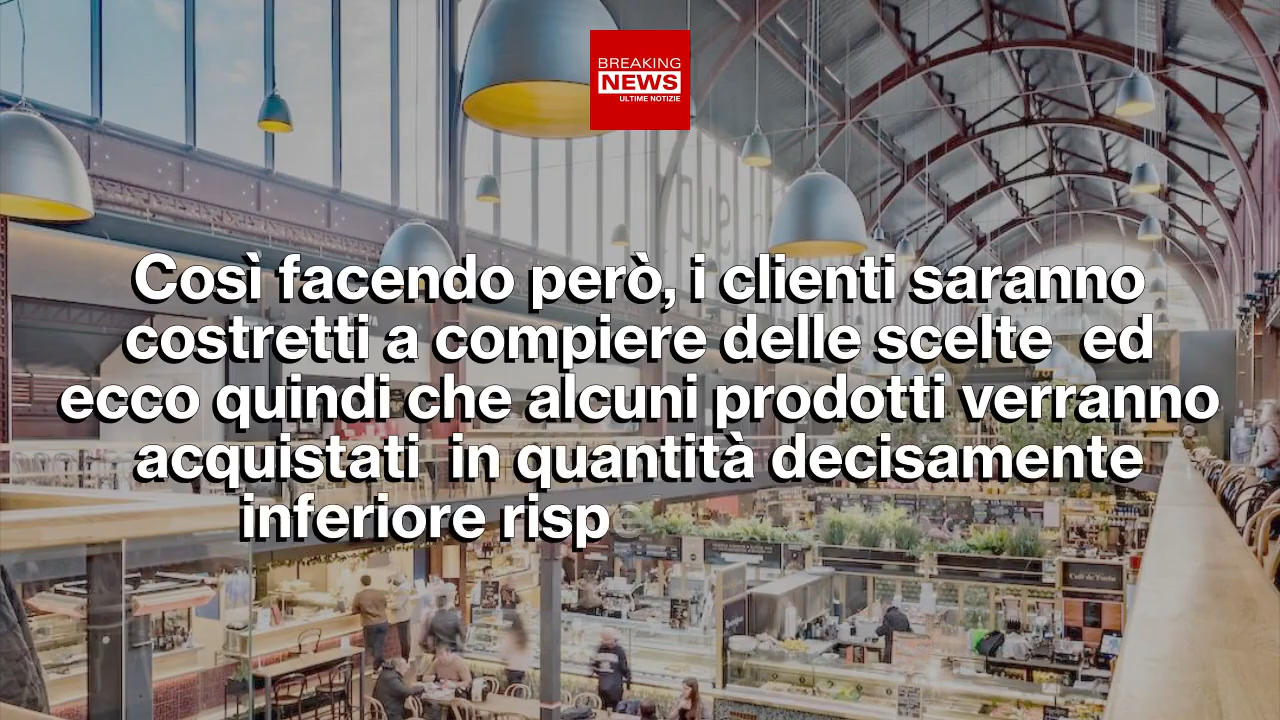 BREAKING
NEWS
ULTIME NOTIZIE
Così facendo però, i clienti saranno
costretti a compiere delle scelte  ed
ecco quindi che alcuni prodotti verranno
acquistati  in quantità decisamente
inferiore rispe